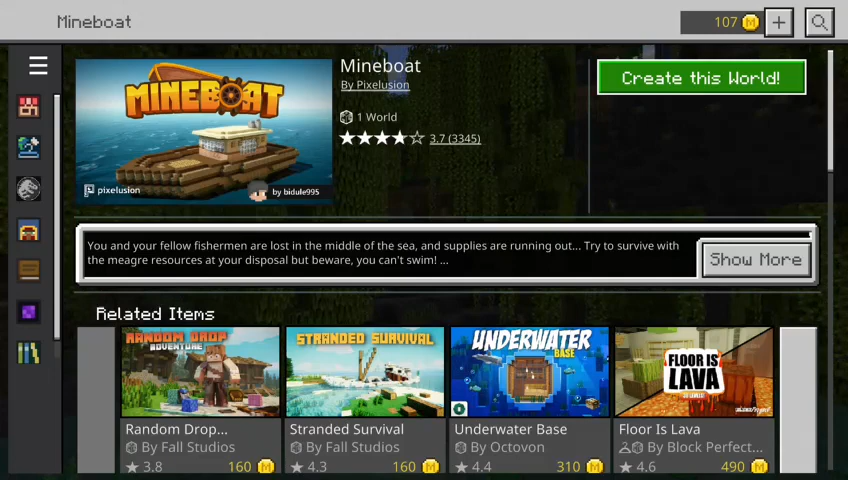 Mineboat
107
Mineboat
By Pixelusion
1 World
3.7 (3345)
Create this World!
MINEBOAT
pixelusion
by bidule995
You and your fellow fishermen are lost in the middle of the sea, and supplies are running out... Try to survive with
the meagre resources at your disposal but beware, you can't swim! ...
Show More
Related Items
RANDOM DROP
ADVENTURE
STRANDED SURVIVAL
UNDERWATER
BASE
FLOOR IS
LAVA
Random Drop...
Stranded Survival
Underwater Base
Floor Is Lava
By Fall Studios
By Fall Studios
By Octovon
By Block Perfect...
3.8
160
4.3
160
4.4
310
4.6
490